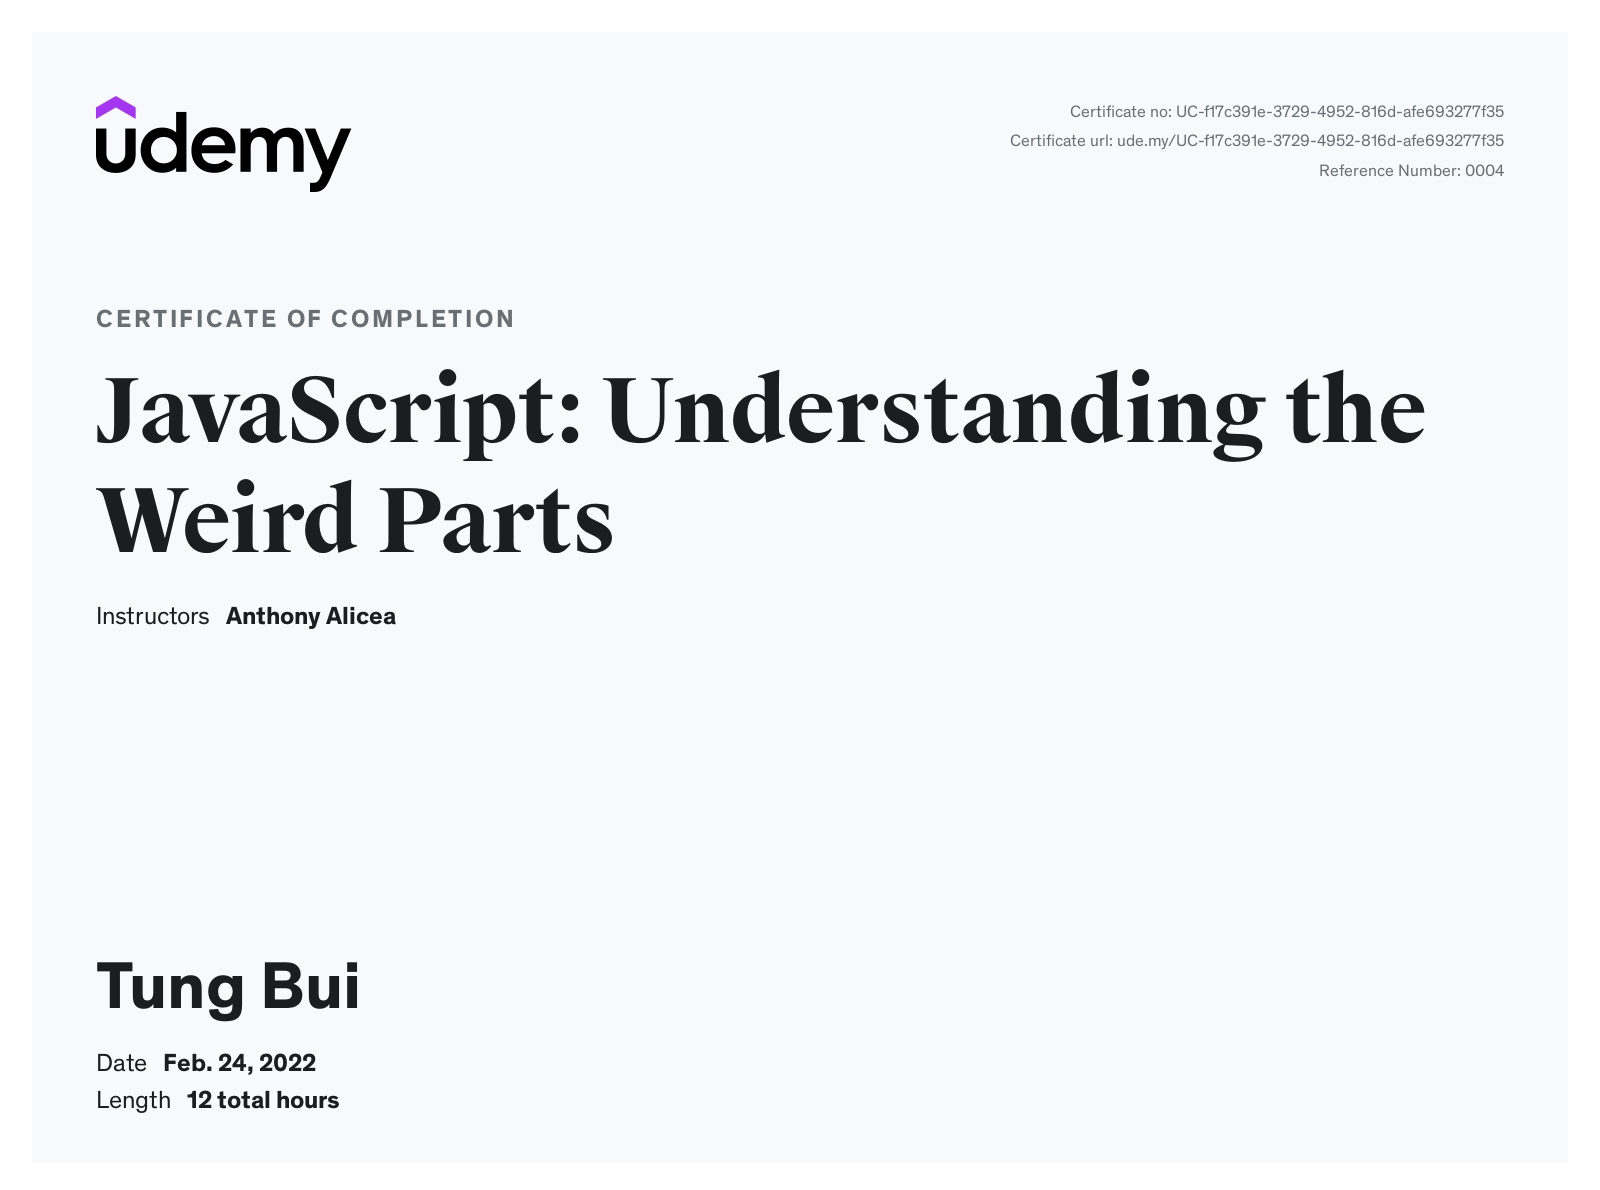 udemy
Certificate no: UC-f17c391e-3729-4952-816d-afe693277f35
Certificate url: ude.my/UC-f17c391e-3729-4952-816d-afe693277f35
Reference Number: 0004
CERTIFICATE OF COMPLETION
JavaScript: Understanding the
Weird Parts
Instructors Anthony Alicea
Tung Bui
Date Feb. 24, 2022
Length 12 total hours